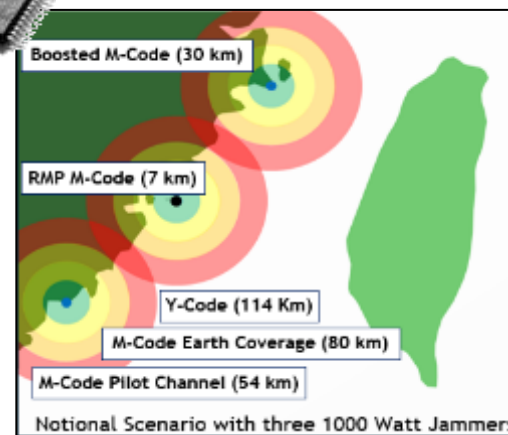 Boosted M-Code (30 km)
RMP M-Code (7 km)
Y-Code (114 Km)
M-Code Earth Coverage (80 km)
M-Code Pilot Channel (54 km)
Notional Scenario with three 1000 Watt Jammers